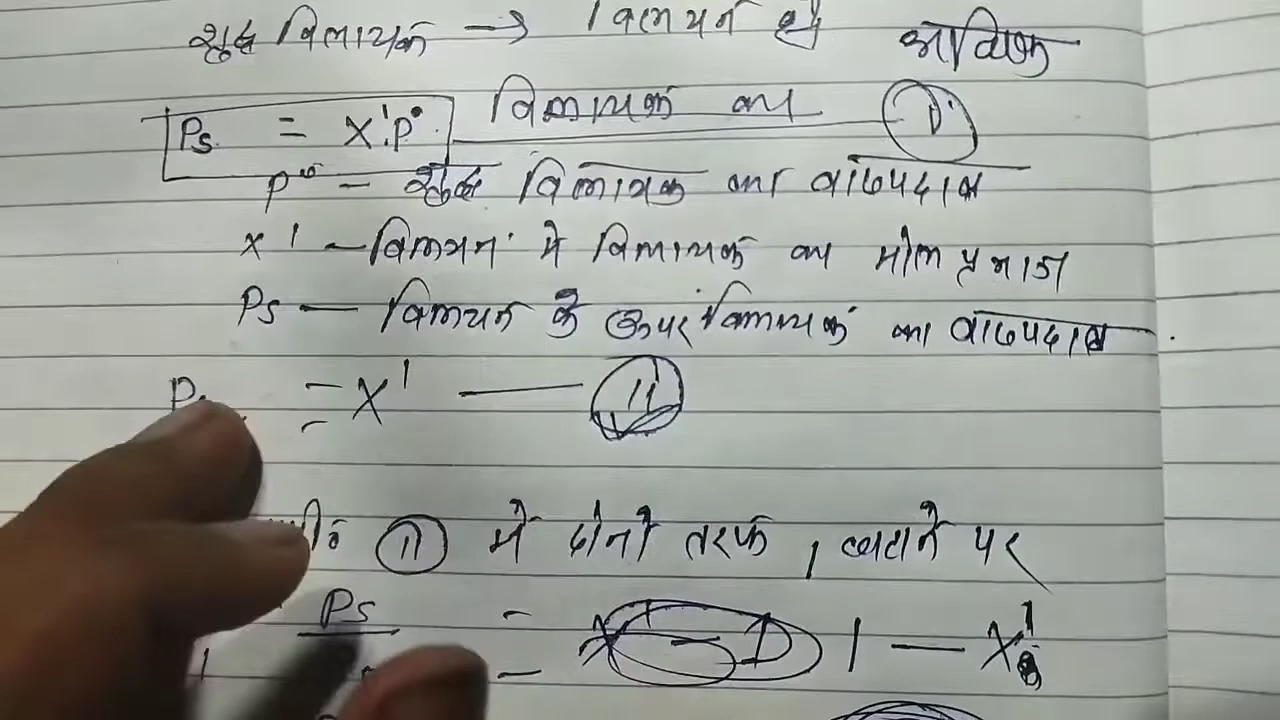 शुद्ध विलायक → विलयन से अधिक
Ps = X'P° विलायक का I
P° – शुद्ध विलायक का वाष्पदाब
X' – विलयन में विलायक का मोल प्रभाज
Ps — विलयन के ऊपर विलायक का वाष्पदाब
= X' — II
II में दोनों तरफ 1 घटाने पर
Ps = 1 — X'